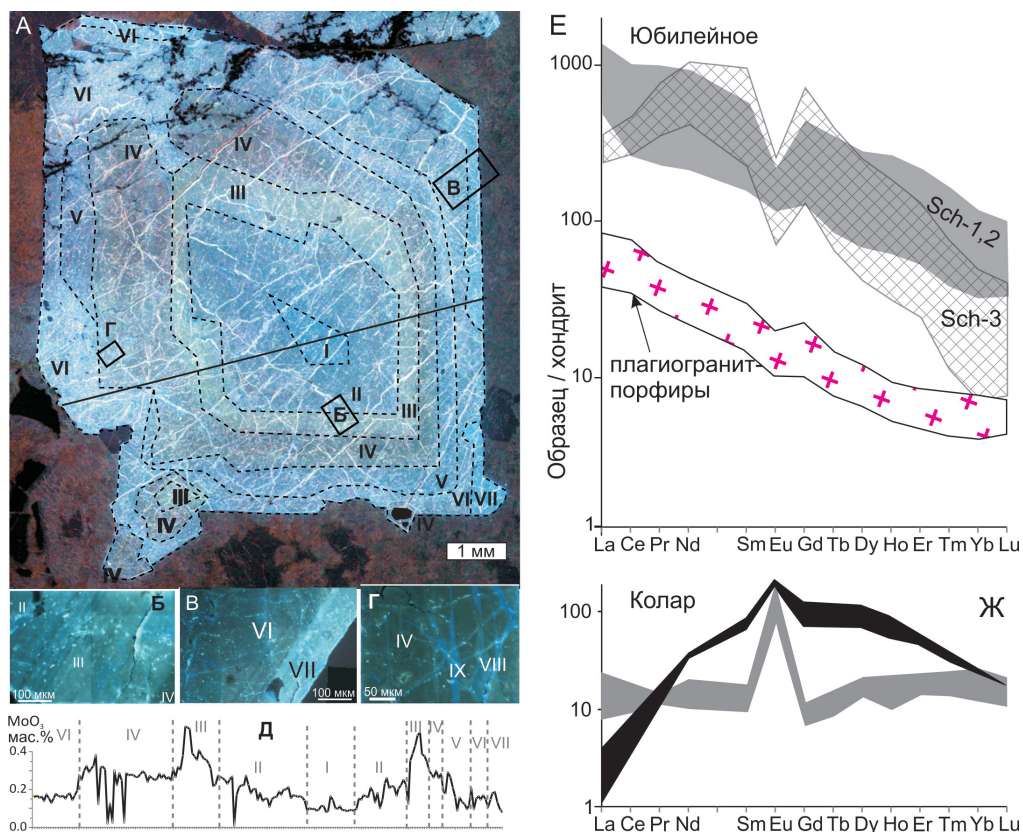 А
VI
VI
IV
IV
III
V
В
Г
I
VI
II
Б
III
IV
V
VI
VII
III
IV
IV
IV
1 мм
II
Б
III
100 мкм
IV
В
VI
VII
100 мкм
Г
IV
IX
VIII
50 мкм
MoO3
мас.%
Д
VI
IV
III
II
I
II
III
IV
V
VI
VII
0.4
0.2
0.0
Е
Юбилейное
1000
100
10
1
Образец / хондрит
Sch-1,2
Sch-3
плагиогранит-
порфиры
La Ce Pr Nd Sm Eu Gd Tb Dy Ho Er Tm Yb Lu
Колар
Ж
100
10
1
La Ce Pr Nd Sm Eu Gd Tb Dy Ho Er Tm Yb Lu